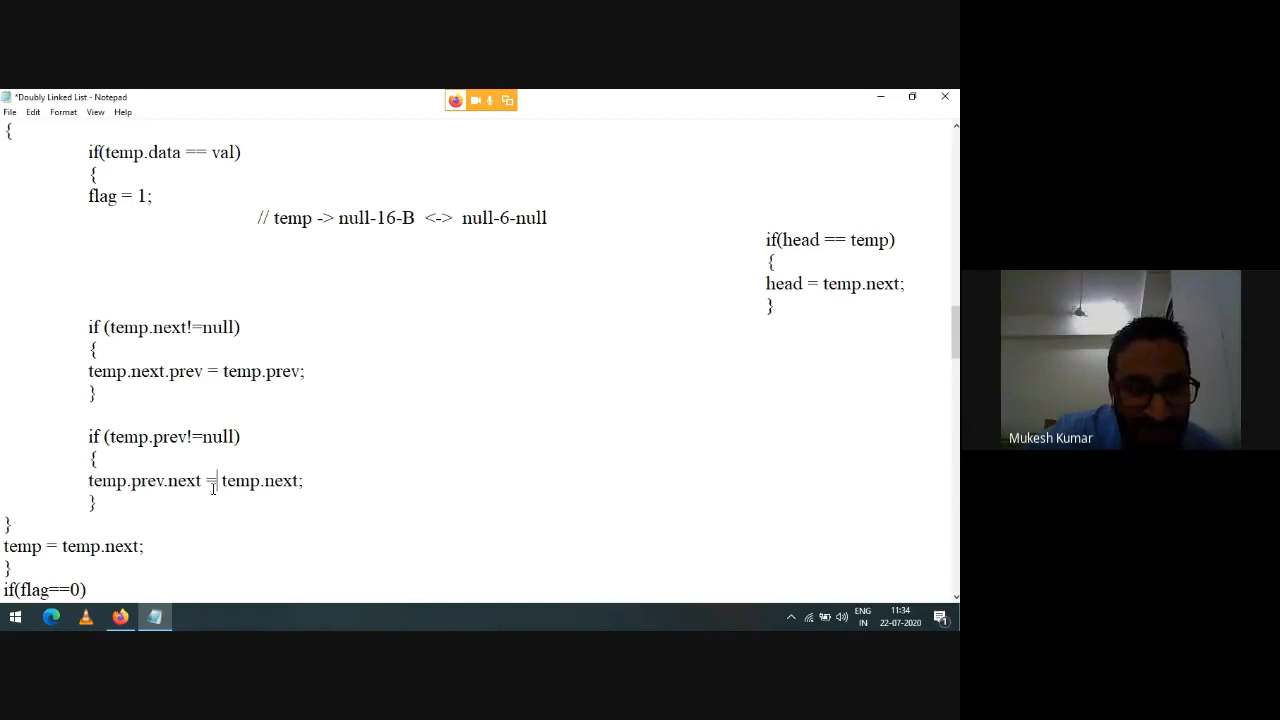 *Doubly Linked List - Notepad
File Edit Format View Help
{
if(temp.data == val)
{
flag = 1;
// temp -> null-16-B <-> null-6-null
if(head == temp)
{
head = temp.next;
}
if (temp.next!=null)
{
temp.next.prev = temp.prev;
}
if (temp.prev!=null)
{
temp.prev.next = temp.next;
}
}
temp = temp.next;
}
if(flag==0)
Mukesh Kumar
ENG 11:34
IN 22-07-2020
1